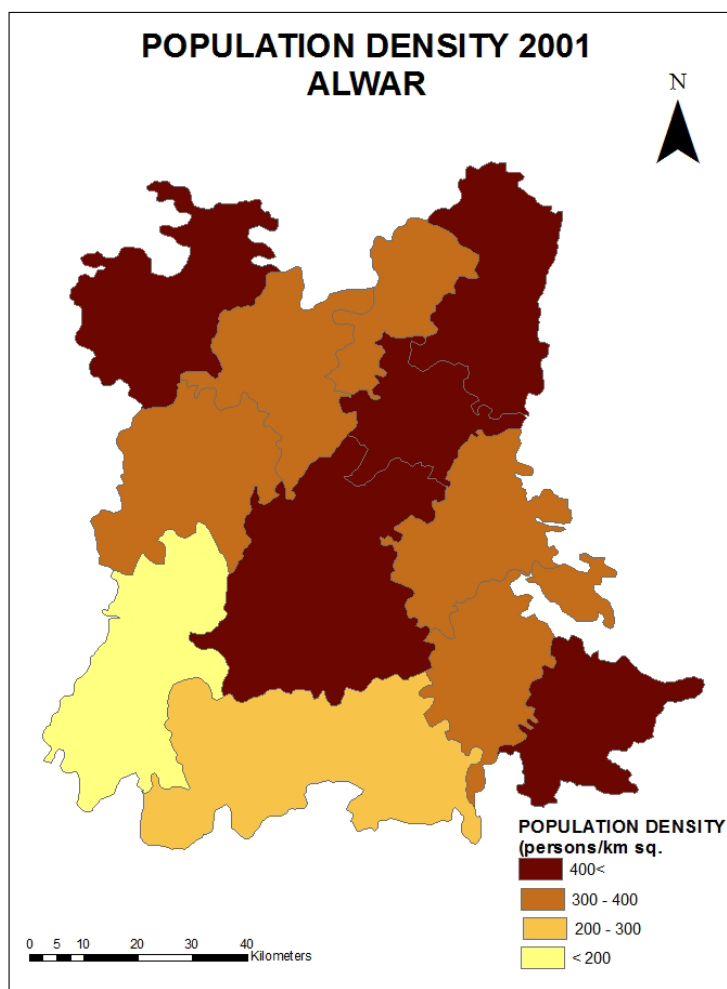 POPULATION DENSITY 2001
ALWAR
N
POPULATION DENSITY
(persons/km sq.
400<
300 - 400
200 - 300
< 200
0 5 10 20 30 40
Kilometers